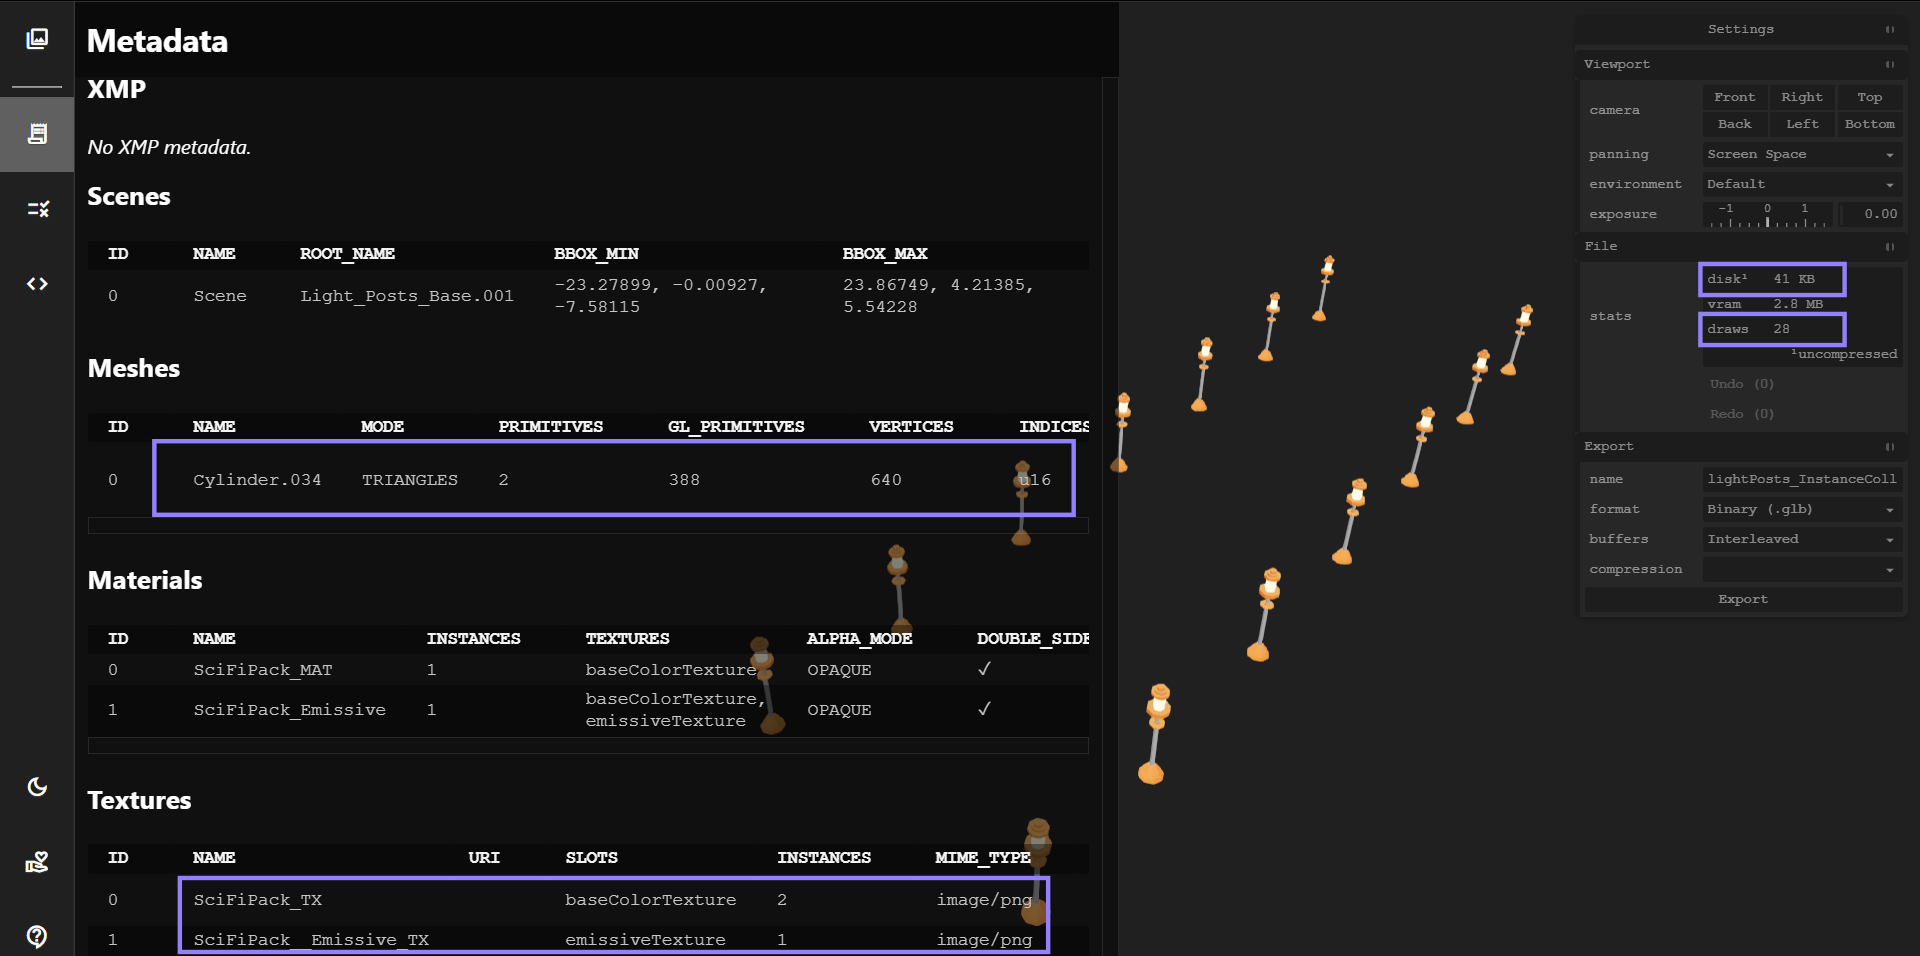 Metadata
XMP
No XMP metadata.
Scenes
ID NAME ROOT_NAME BBOX_MIN BBOX_MAX
0 Scene Light_Posts_Base.001 -23.27899, -0.00927, -7.58115 23.86749, 4.21385, 5.54228
Meshes
ID NAME MODE PRIMITIVES GL_PRIMITIVES VERTICES INDICES
0 Cylinder.034 TRIANGLES 2 388 640 u16
Materials
ID NAME INSTANCES TEXTURES ALPHA_MODE DOUBLE_SIDE
0 SciFiPack_MAT 1 baseColorTexture OPAQUE ✓
1 SciFiPack_Emissive 1 baseColorTexture, emissiveTexture OPAQUE ✓
Textures
ID NAME URI SLOTS INSTANCES MIME_TYPE
0 SciFiPack_TX baseColorTexture 2 image/png
1 SciFiPack__Emissive_TX emissiveTexture 1 image/png
Settings
Viewport
camera Front Right Top
Back Left Bottom
panning Screen Space
environment Default
exposure -1 0 1 0.00
File
stats disk¹ 41 KB
vram 2.8 MB
draws 28
¹uncompressed
Undo (0)
Redo (0)
Export
name lightPosts_InstanceColl
format Binary (.glb)
buffers Interleaved
compression
Export